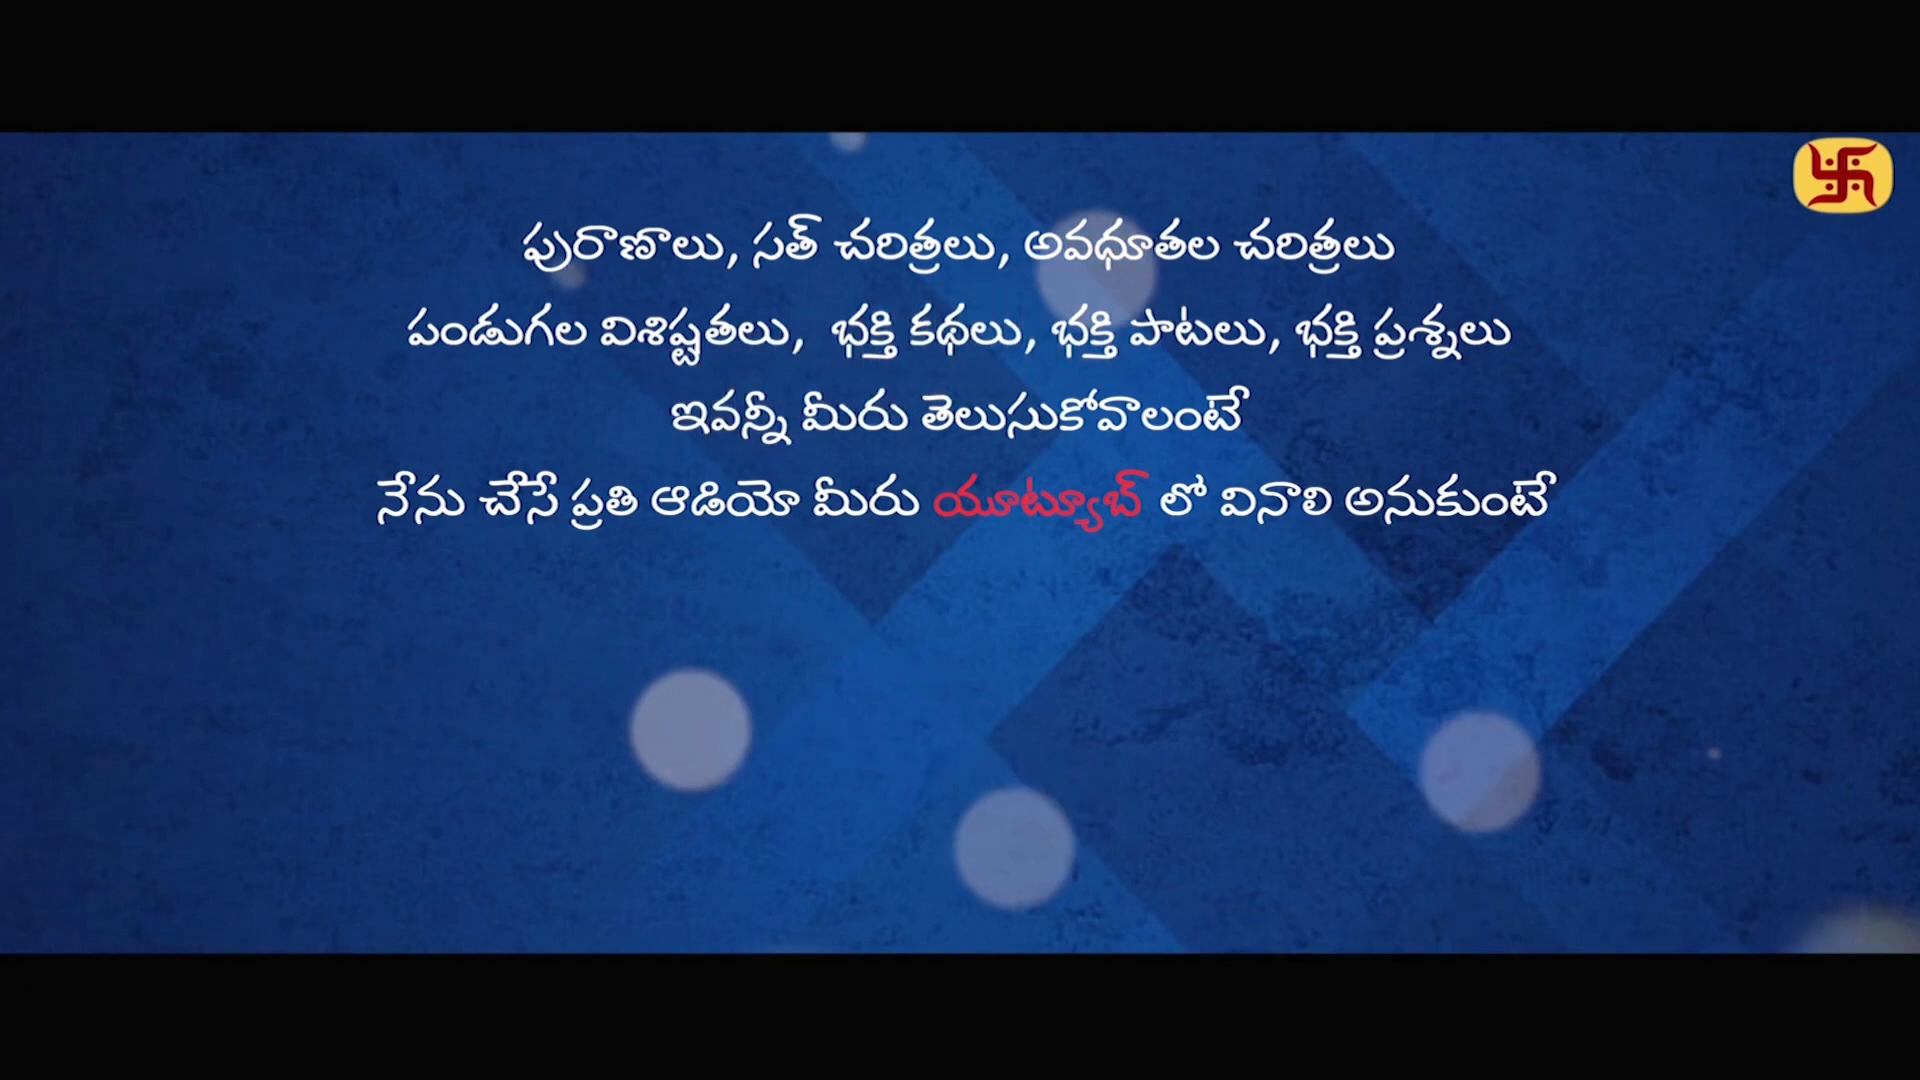 పురాణాలు, సత్ చరిత్రలు, అవధూతల చరిత్రలు
పండుగల విశిష్టతలు, భక్తి కథలు, భక్తి పాటలు, భక్తి ప్రశ్నలు
ఇవన్నీ మీరు తెలుసుకోవాలంటే
నేను చేసే ప్రతి ఆడియో మీరు యూట్యూబ్ లో వినాలి అనుకుంటే